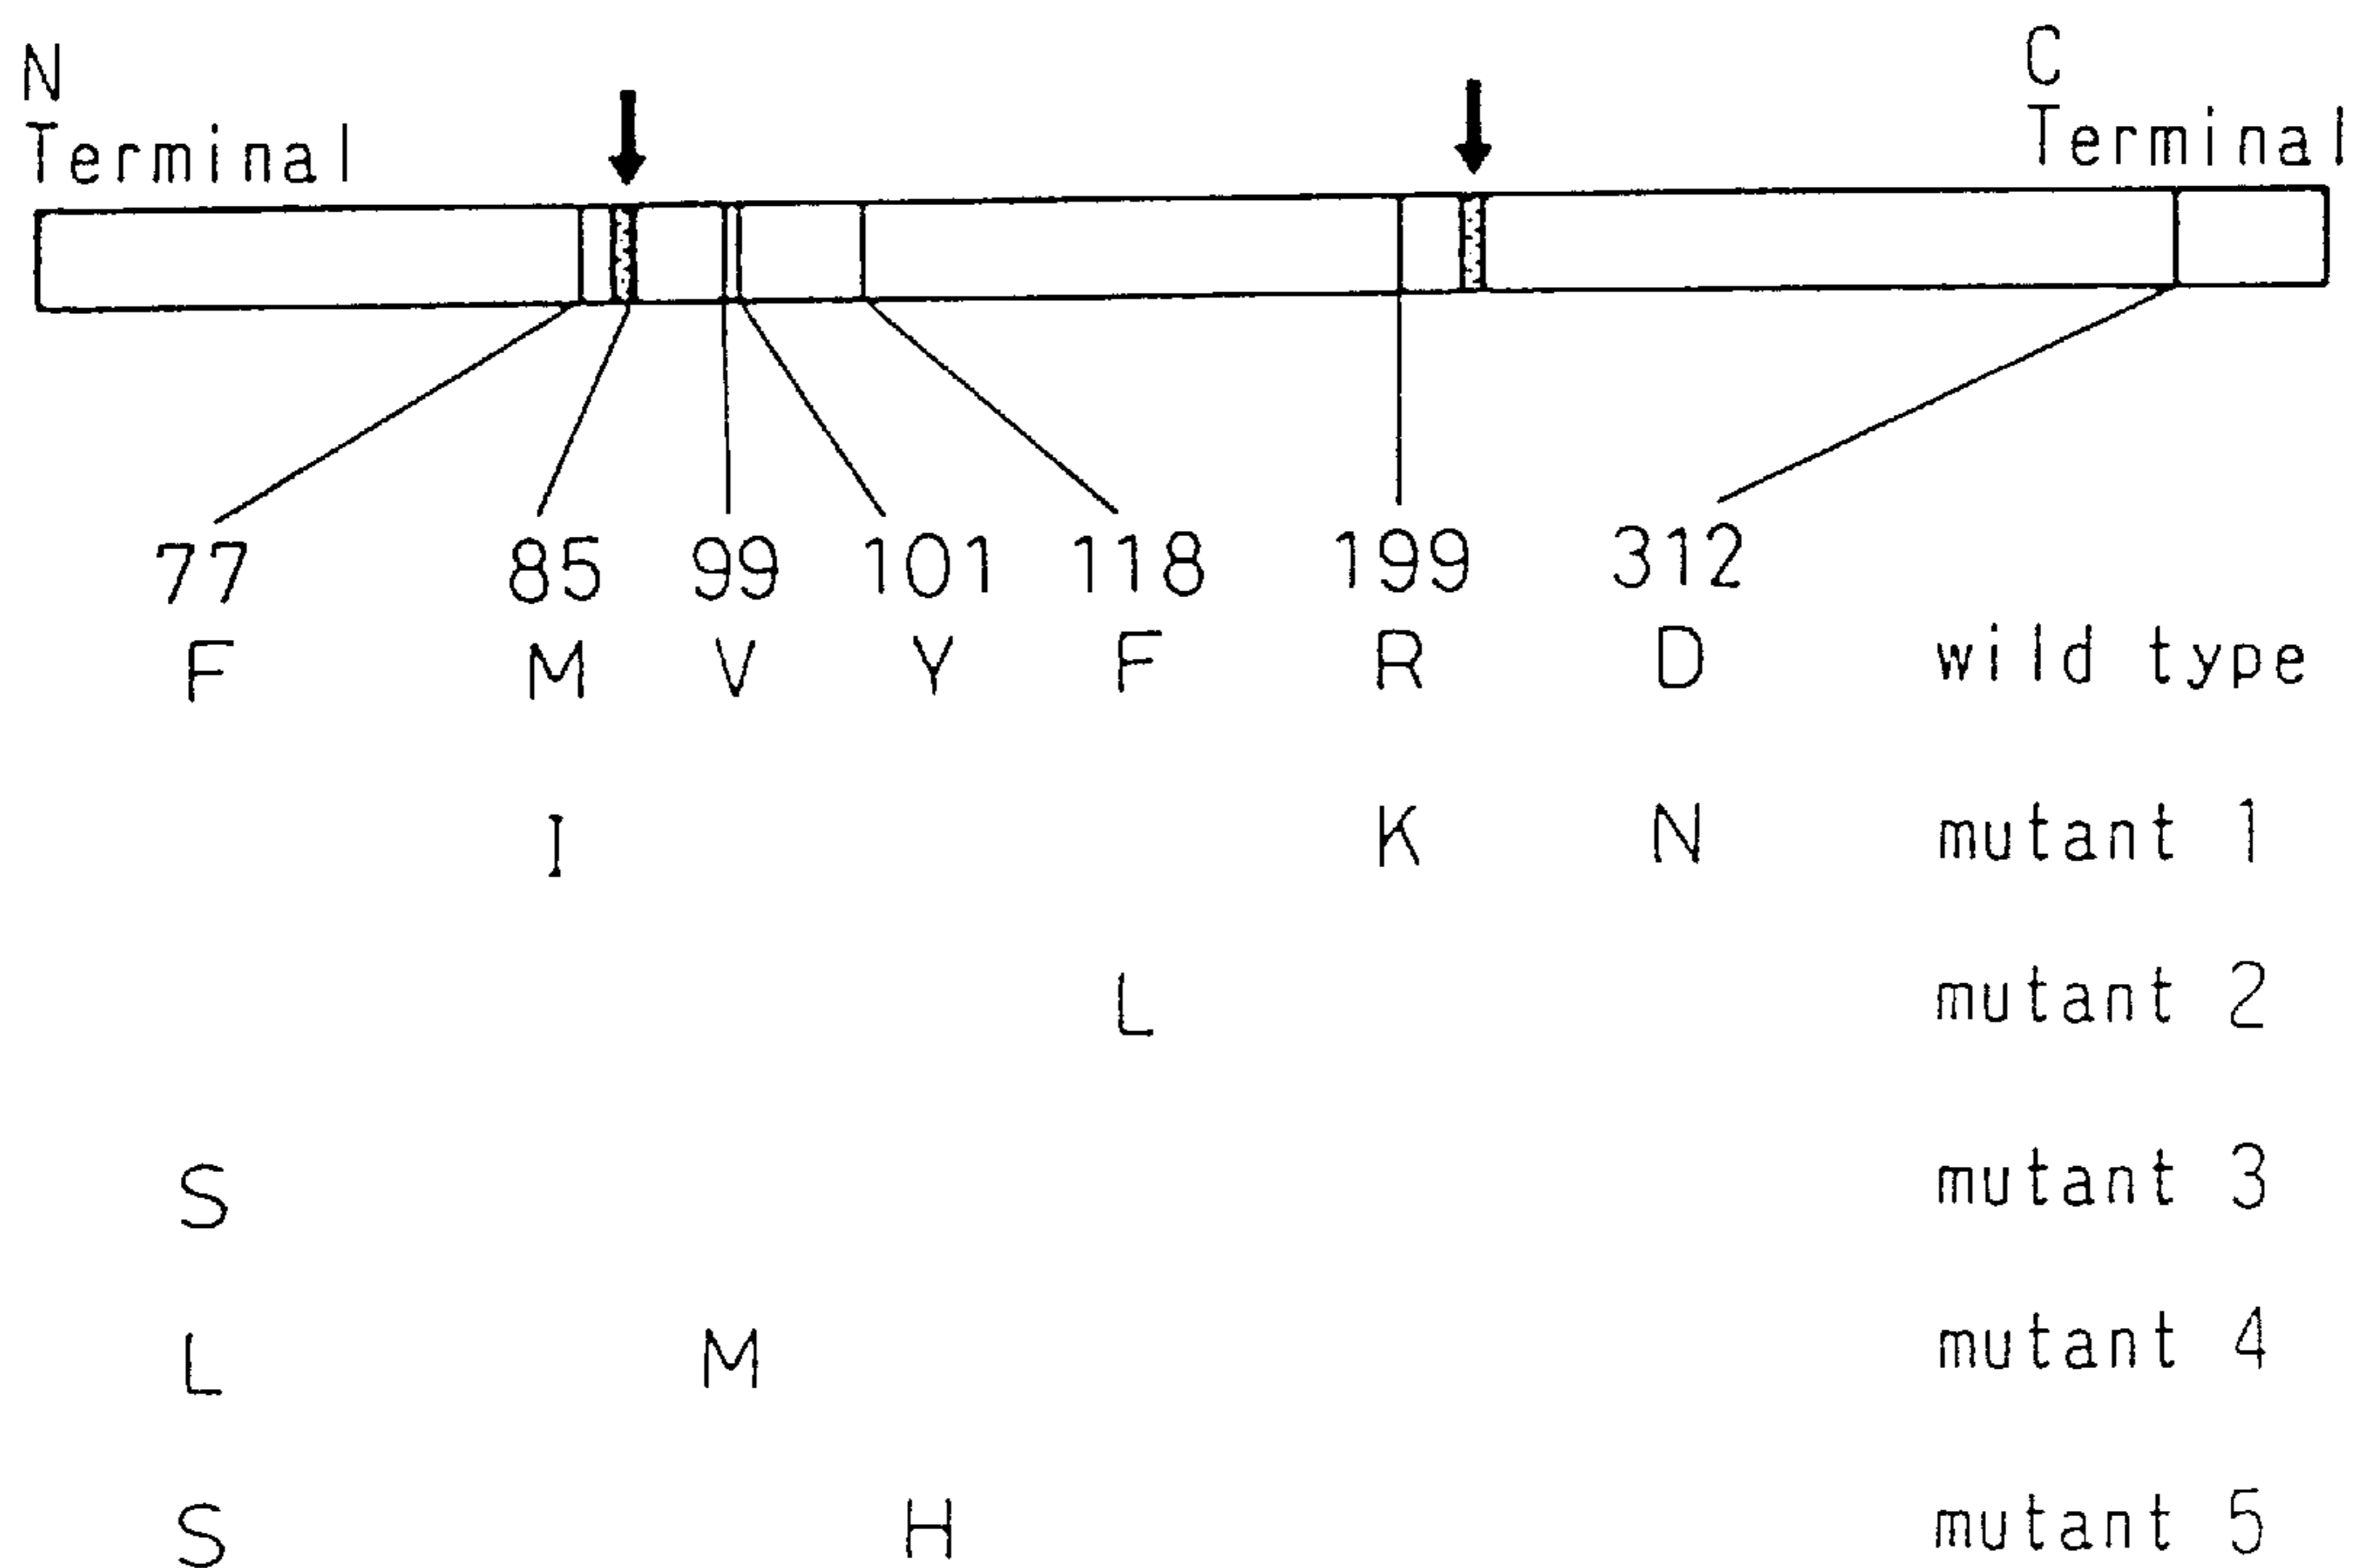 N C
Terminal Terminal
77 85 99 101 118 199 312
F M V Y F R D wild type
I K N mutant 1
L mutant 2
S mutant 3
L M mutant 4
S H mutant 5